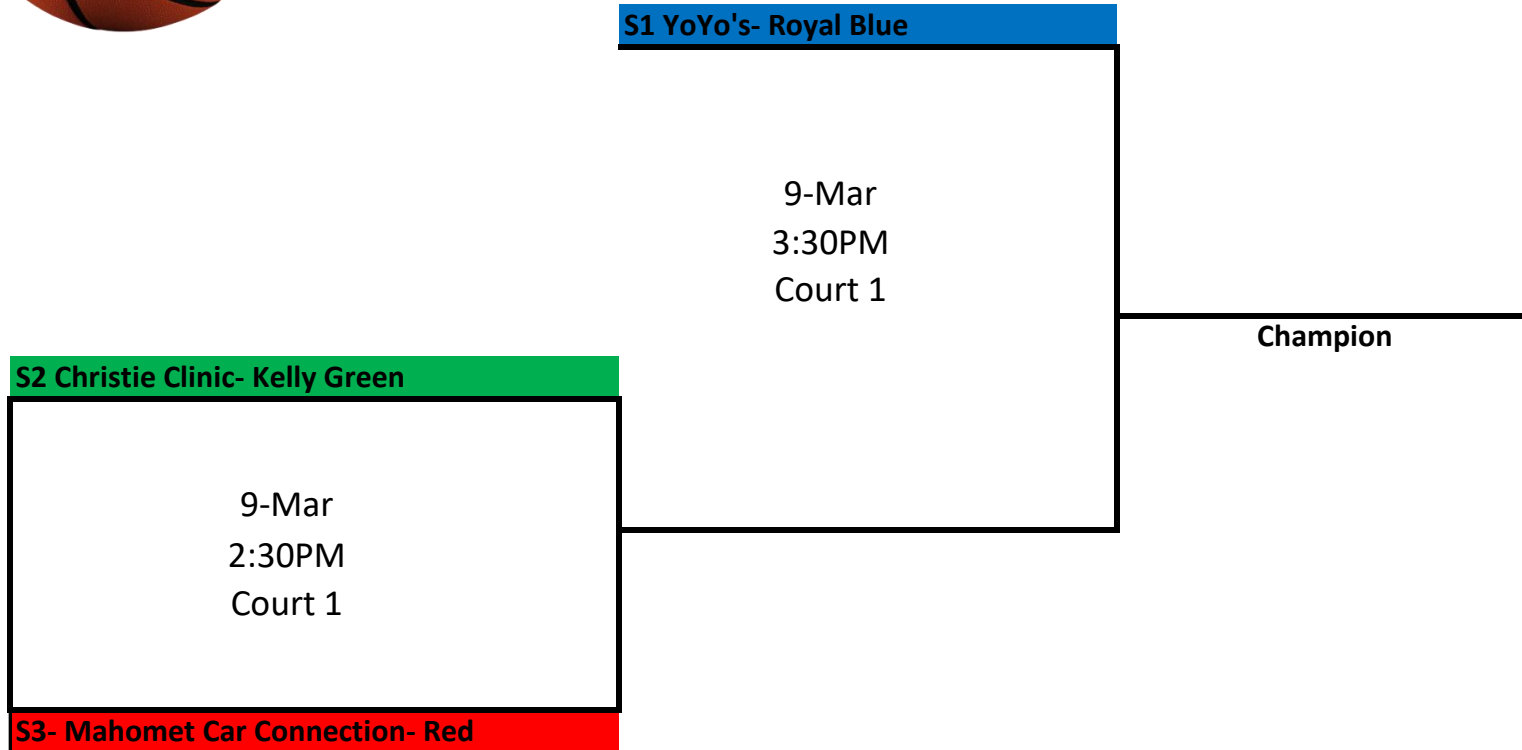 S1 YoYo's- Royal Blue
9-Mar
3:30PM
Court 1
Champion
S2 Christie Clinic- Kelly Green
9-Mar
2:30PM
Court 1
S3- Mahomet Car Connection- Red